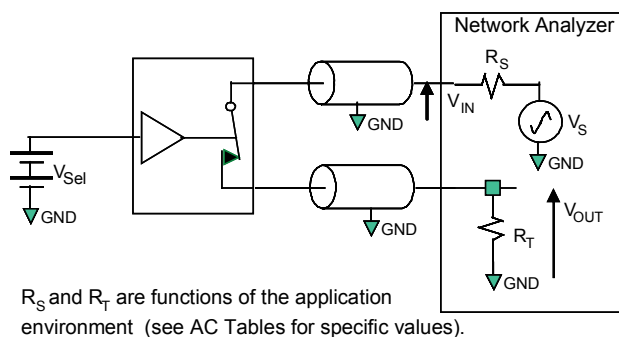 Network Analyzer
R_S
V_IN
V_S
GND
GND
V_Sel
GND
V_OUT
R_T
GND
GND
GND
R_S and R_T are functions of the application
environment (see AC Tables for specific values).